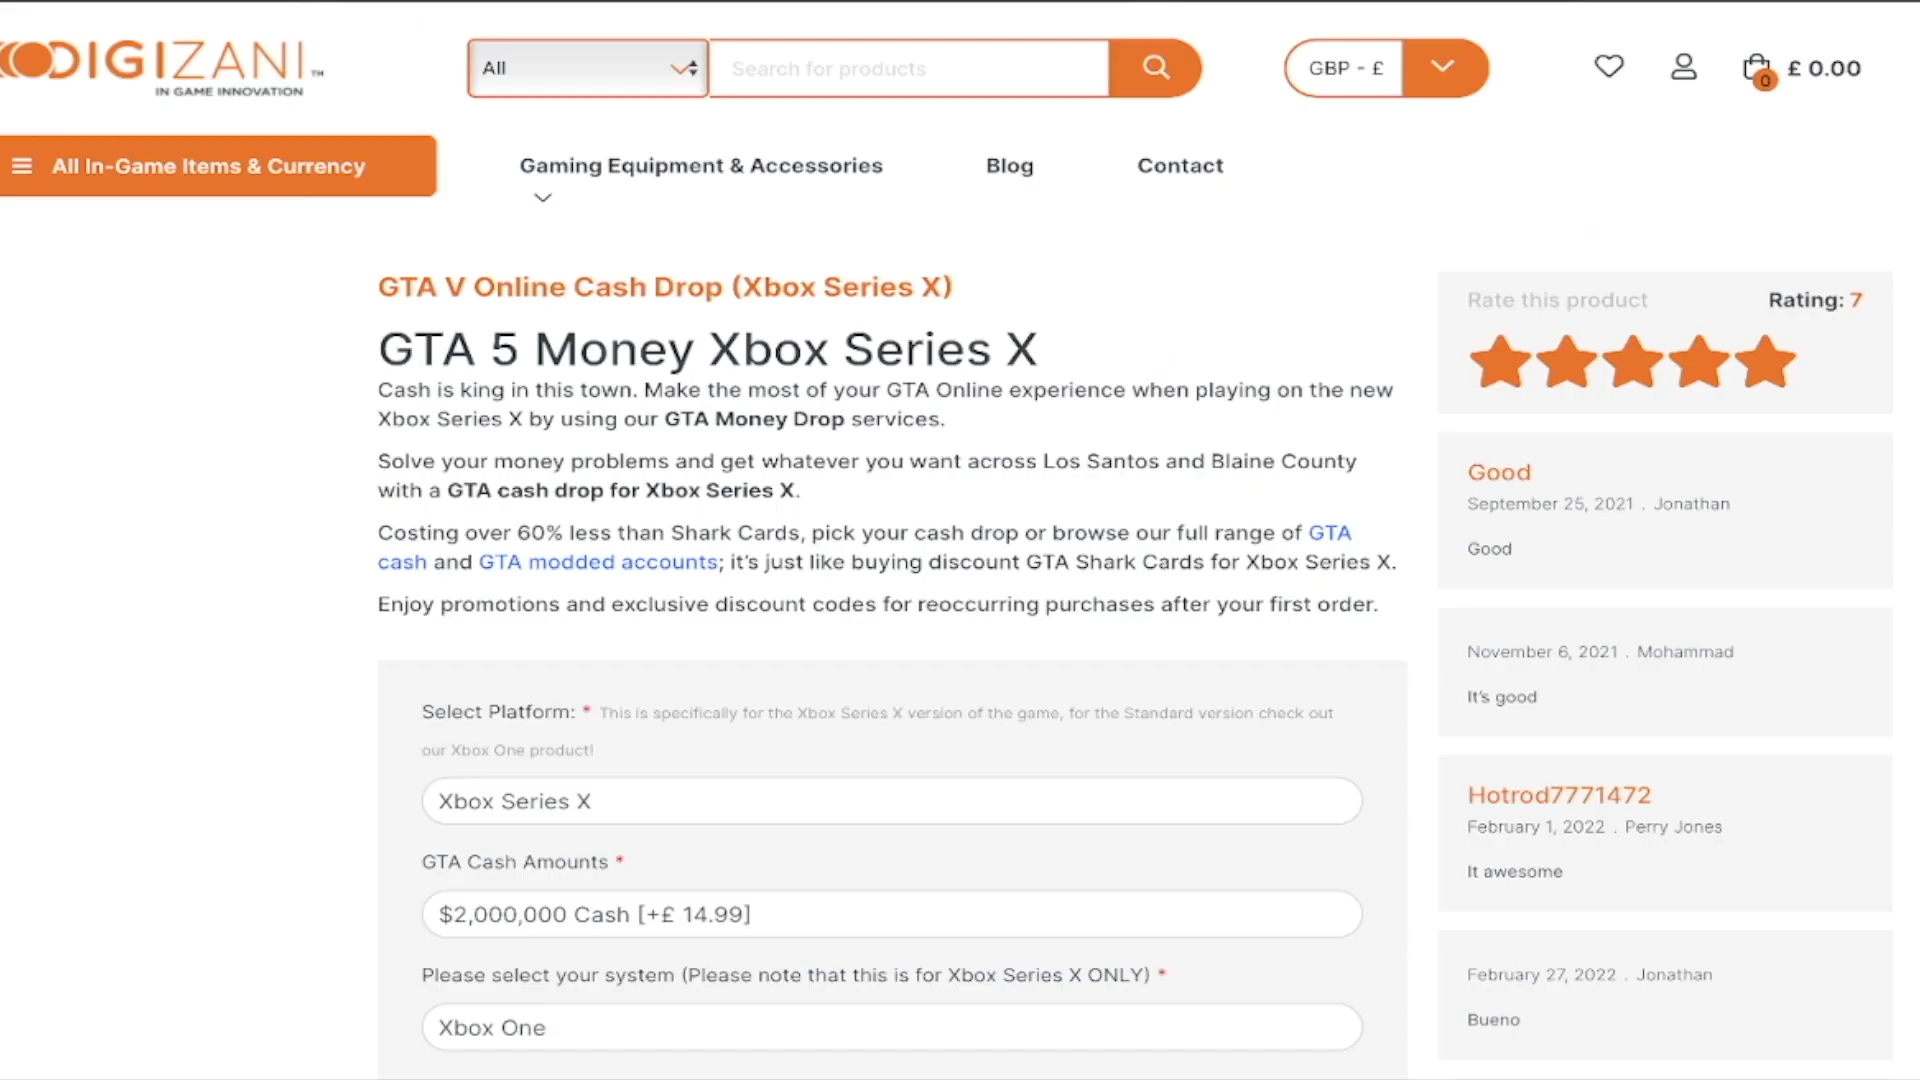 DIGIZANI™
IN GAME INNOVATION
All
Search for products
GBP - £
0
£ 0.00
All In-Game Items & Currency
Gaming Equipment & Accessories
Blog
Contact
GTA V Online Cash Drop (Xbox Series X)
GTA 5 Money Xbox Series X
Cash is king in this town. Make the most of your GTA Online experience when playing on the new
Xbox Series X by using our GTA Money Drop services.
Solve your money problems and get whatever you want across Los Santos and Blaine County
with a GTA cash drop for Xbox Series X.
Costing over 60% less than Shark Cards, pick your cash drop or browse our full range of GTA
cash and GTA modded accounts; it's just like buying discount GTA Shark Cards for Xbox Series X.
Enjoy promotions and exclusive discount codes for reoccurring purchases after your first order.
Select Platform: * This is specifically for the Xbox Series X version of the game, for the Standard version check out
our Xbox One product!
Xbox Series X
GTA Cash Amounts *
$2,000,000 Cash [+£ 14.99]
Please select your system (Please note that this is for Xbox Series X ONLY) *
Xbox One
Rate this product
Rating: 7
Good
September 25, 2021 . Jonathan
Good
November 6, 2021 . Mohammad
It's good
Hotrod7771472
February 1, 2022 . Perry Jones
It awesome
February 27, 2022 . Jonathan
Bueno